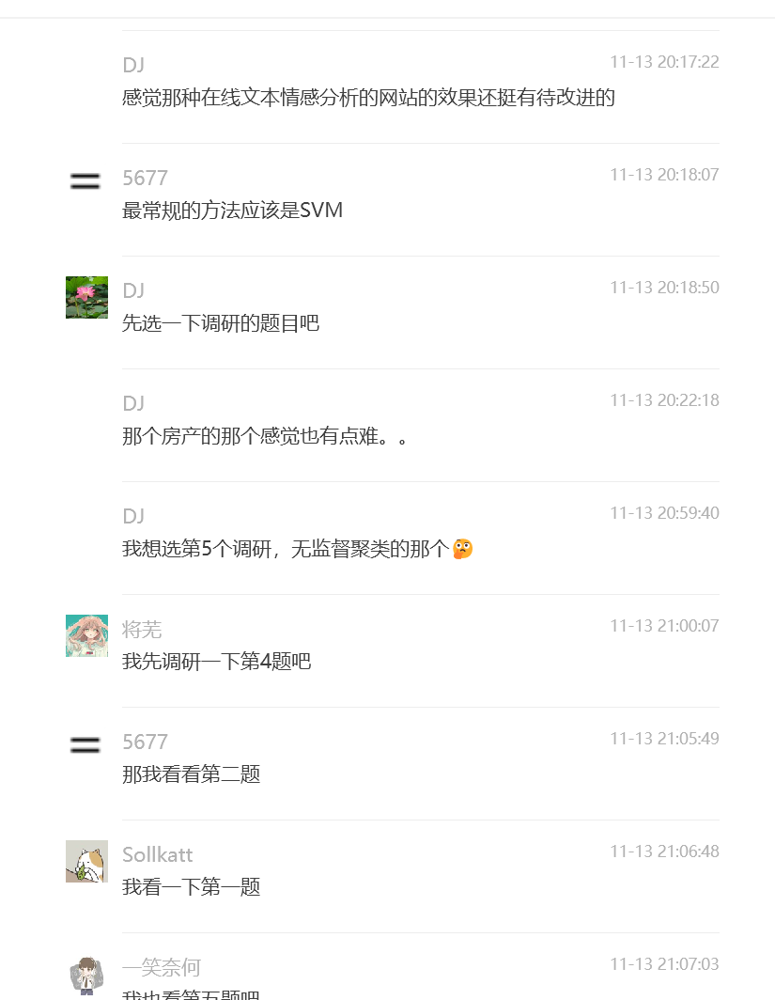 DJ
11-13 20:17:22
感觉那种在线文本情感分析的网站的效果还挺有待改进的
5677
11-13 20:18:07
最常规的方法应该是SVM
DJ
11-13 20:18:50
先选一下调研的题目吧
DJ
11-13 20:22:18
那个房产的那个感觉也有点难。。
DJ
11-13 20:59:40
我想选第5个调研，无监督聚类的那个🤔
将芜
11-13 21:00:07
我先调研一下第4题吧
5677
11-13 21:05:49
那我看看第二题
Sollkatt
11-13 21:06:48
我看一下第一题
一笑奈何
11-13 21:07:03
我也看第五题吧